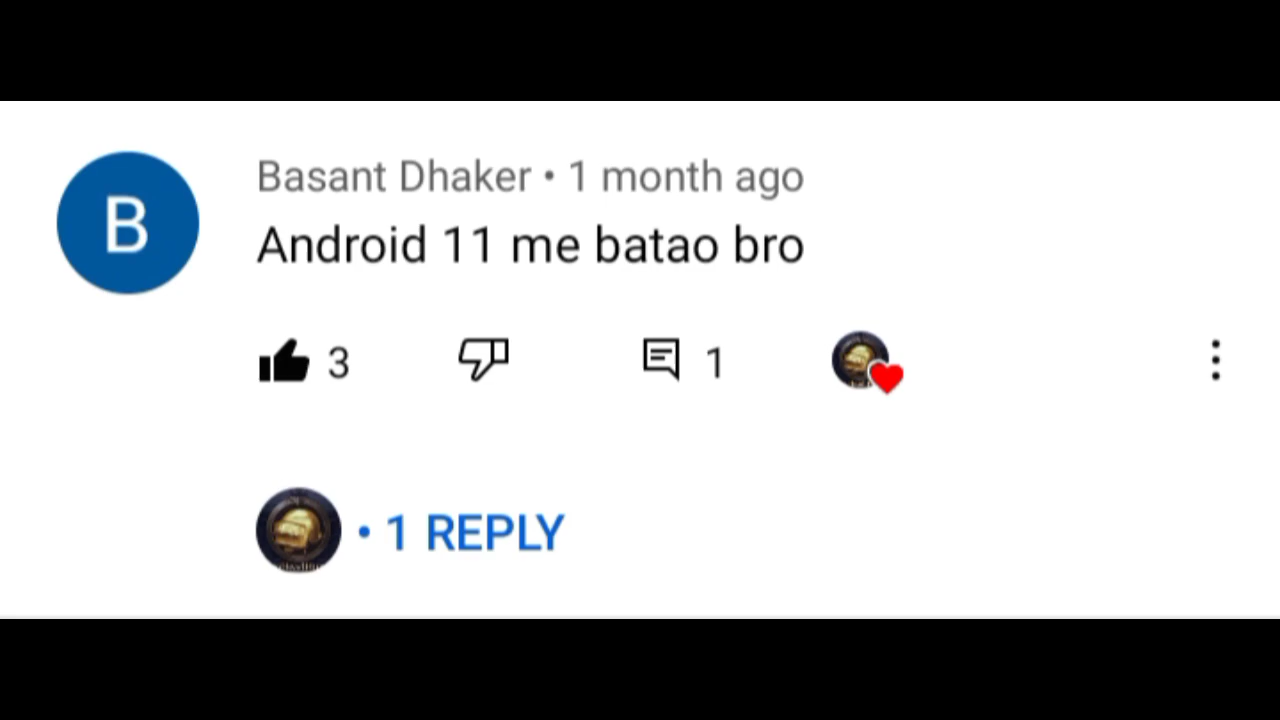 B
Basant Dhaker • 1 month ago
Android 11 me batao bro
3
1
• 1 REPLY